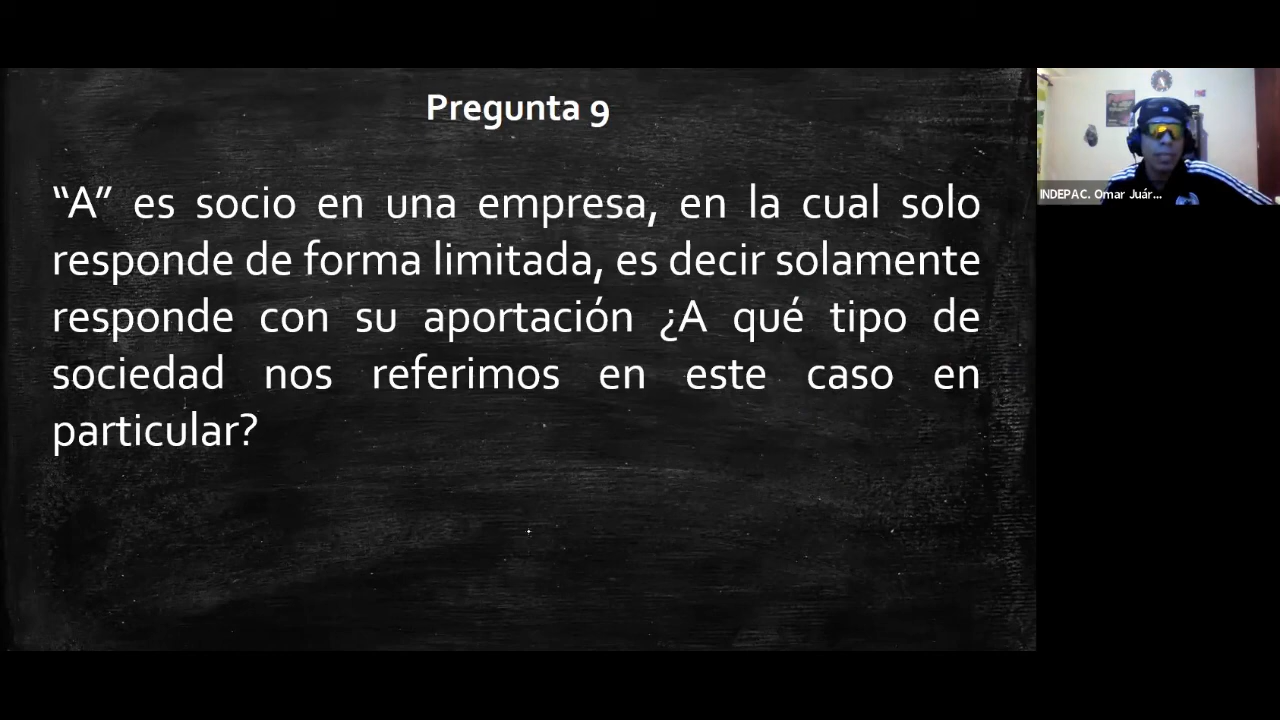 Pregunta 9
“A” es socio en una empresa, en la cual solo
responde de forma limitada, es decir solamente
responde con su aportación ¿A qué tipo de
sociedad nos referimos en este caso en
particular?
INDEPAC. Omar Juár...